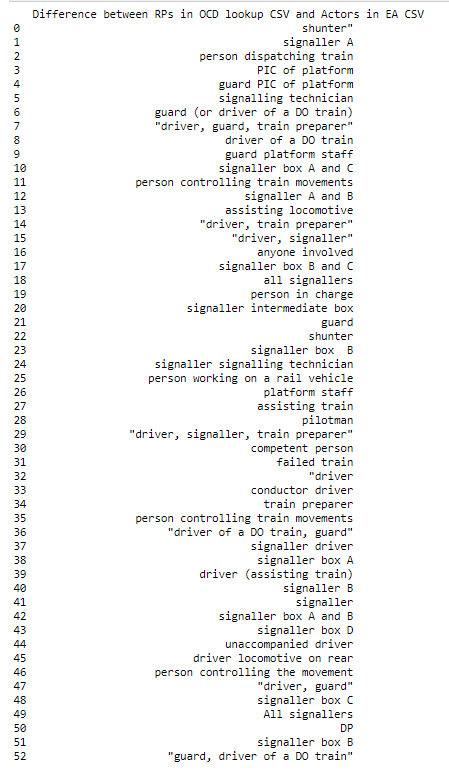 Difference between RPs in OCD lookup CSV and Actors in EA CSV
0 shunter"
1 signaller A
2 person dispatching train
3 PIC of platform
4 guard PIC of platform
5 signalling technician
6 guard (or driver of a DO train)
7 "driver, guard, train preparer"
8 driver of a DO train
9 guard platform staff
10 signaller box A and C
11 person controlling train movements
12 signaller A and B
13 assisting locomotive
14 "driver, train preparer"
15 "driver, signaller"
16 anyone involved
17 signaller box B and C
18 all signallers
19 person in charge
20 signaller intermediate box
21 guard
22 shunter
23 signaller box  B
24 signaller signalling technician
25 person working on a rail vehicle
26 platform staff
27 assisting train
28 pilotman
29 "driver, signaller, train preparer"
30 competent person
31 failed train
32 "driver
33 conductor driver
34 train preparer
35 person controlling train movements
36 "driver of a DO train, guard"
37 signaller driver
38 signaller box A
39 driver (assisting train)
40 signaller B
41 signaller
42 signaller box A and B
43 signaller box D
44 unaccompanied driver
45 driver locomotive on rear
46 person controlling the movement
47 "driver, guard"
48 signaller box C
49 All signallers
50 DP
51 signaller box B
52 "guard, driver of a DO train"